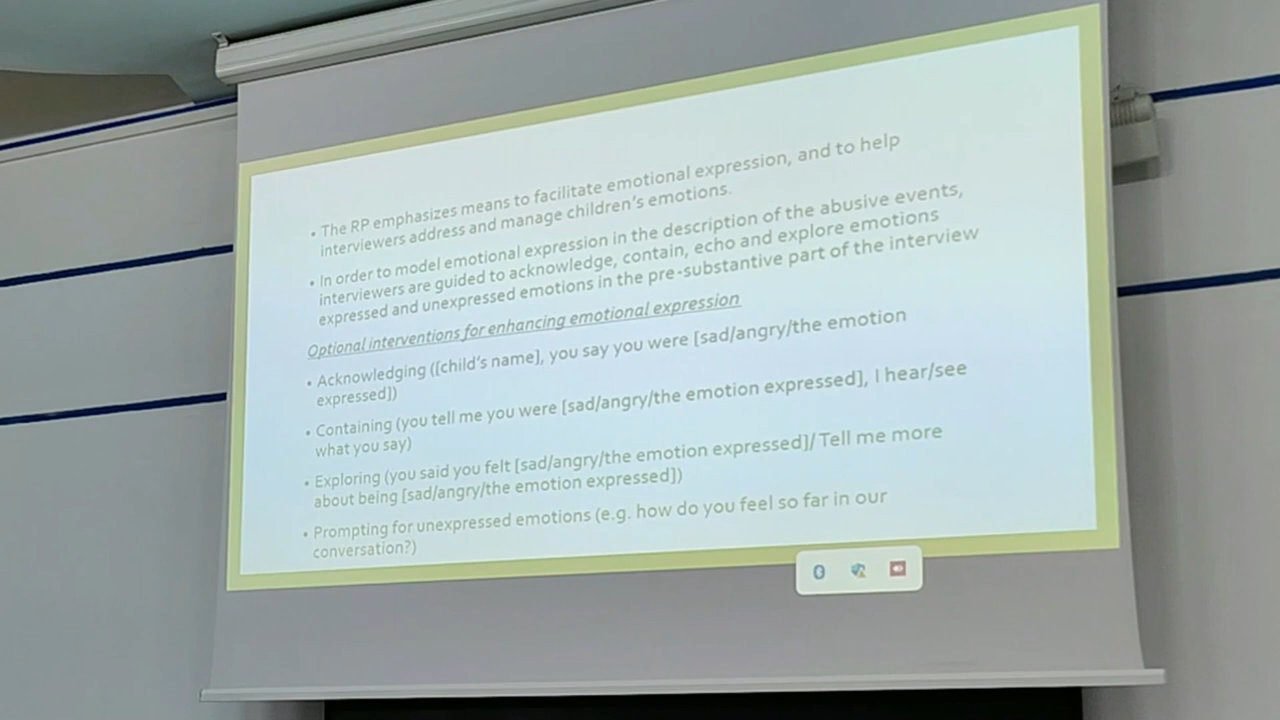 • The RP emphasizes means to facilitate emotional expression, and to help
interviewers address and manage children's emotions.
• In order to model emotional expression in the description of the abusive events,
interviewers are guided to acknowledge, contain, echo and explore emotions
expressed and unexpressed emotions in the pre-substantive part of the interview
Optional interventions for enhancing emotional expression
• Acknowledging ([child's name], you say you were [sad/angry/the emotion
expressed])
• Containing (you tell me you were [sad/angry/the emotion expressed], I hear/see
what you say)
• Exploring (you said you felt [sad/angry/the emotion expressed]/ Tell me more
about being [sad/angry/the emotion expressed])
• Prompting for unexpressed emotions (e.g. how do you feel so far in our
conversation?)